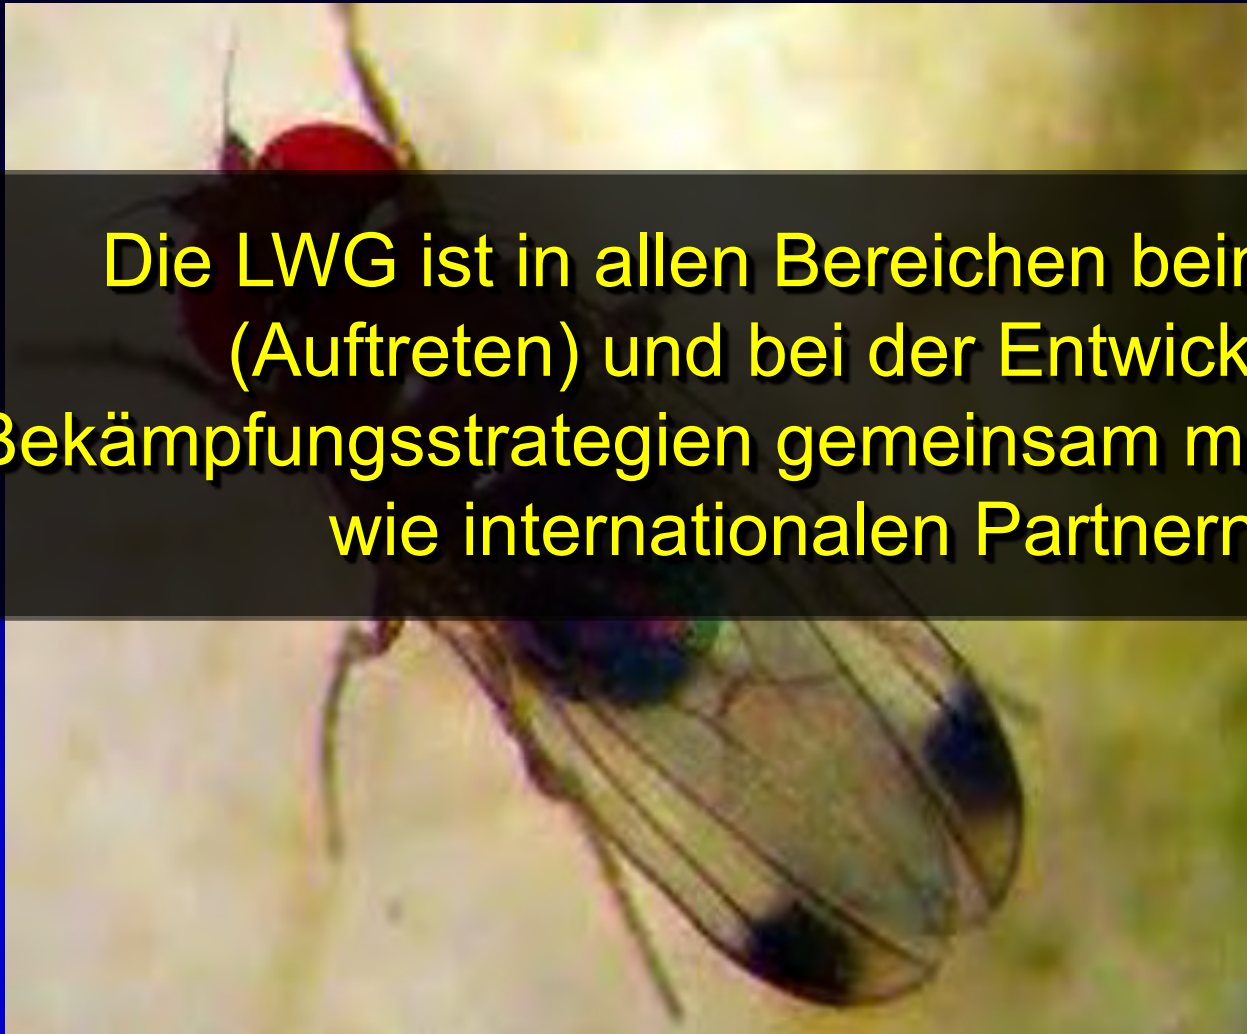 Die LWG ist in allen Bereichen bei
(Auftreten) und bei der Entwick
Bekämpfungsstrategien gemeinsam m
wie internationalen Partnern